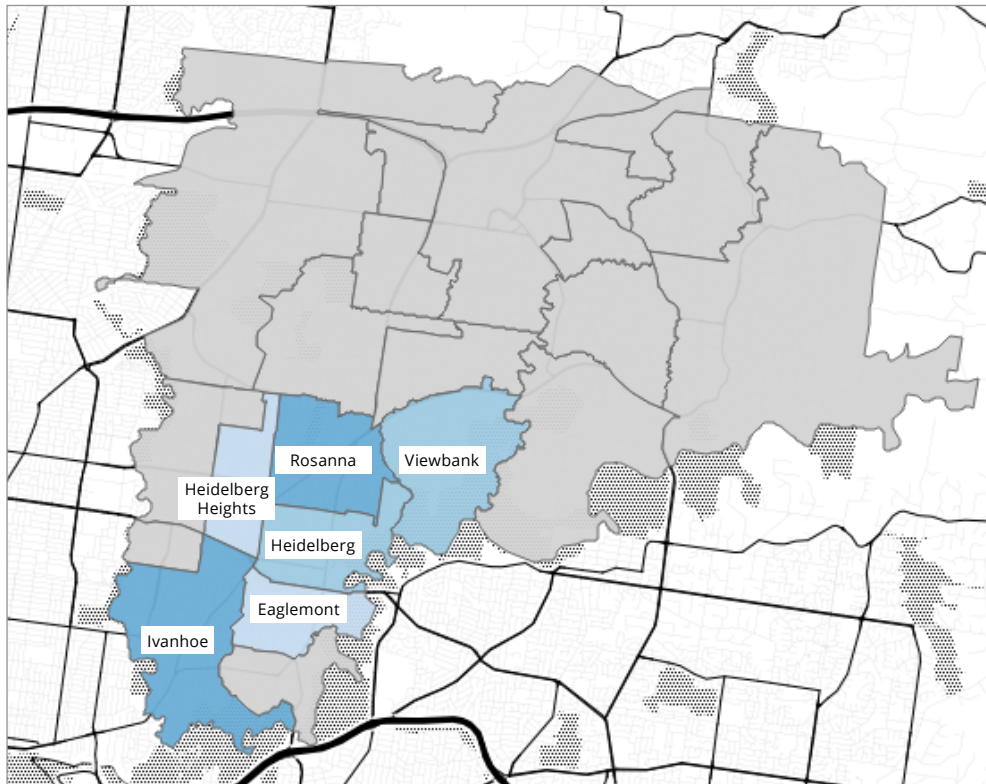 Rosanna
Viewbank
Heidelberg
Heights
Heidelberg
Eaglemont
Ivanhoe